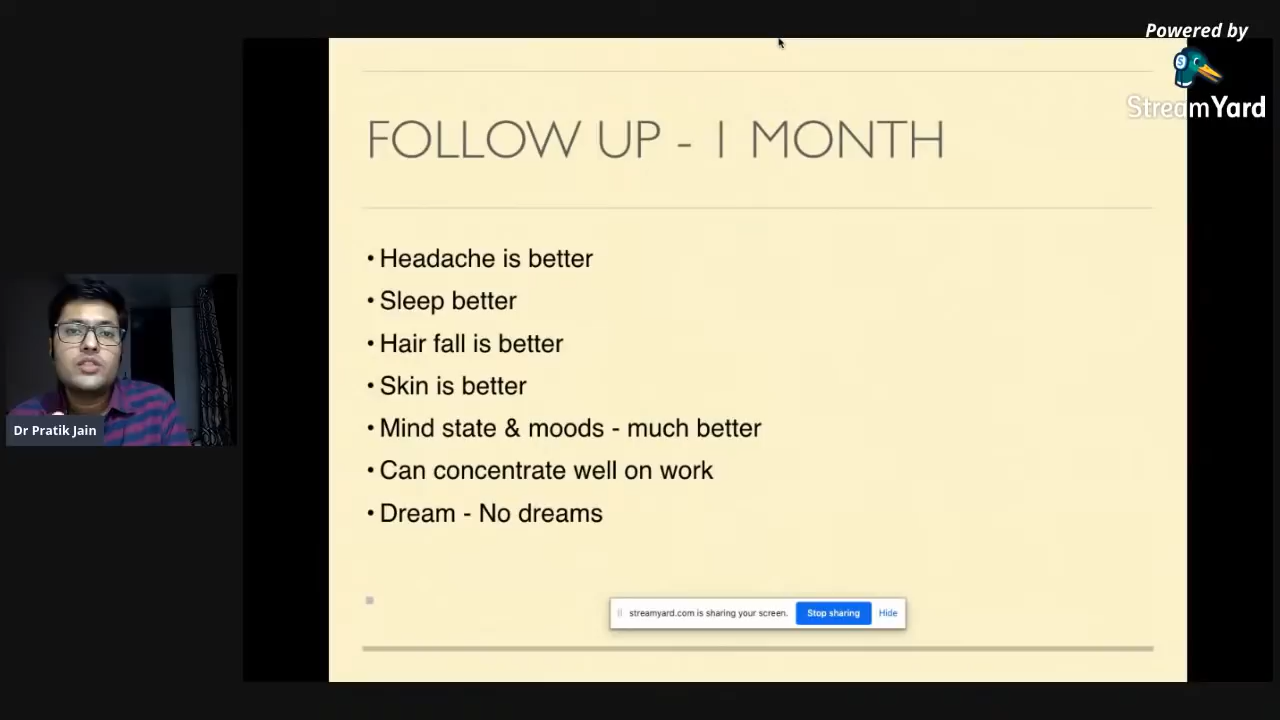 Powered by
StreamYard
FOLLOW UP - 1 MONTH
• Headache is better
• Sleep better
• Hair fall is better
• Skin is better
• Mind state & moods - much better
• Can concentrate well on work
• Dream - No dreams
Dr Pratik Jain
streamyard.com is sharing your screen. Stop sharing Hide